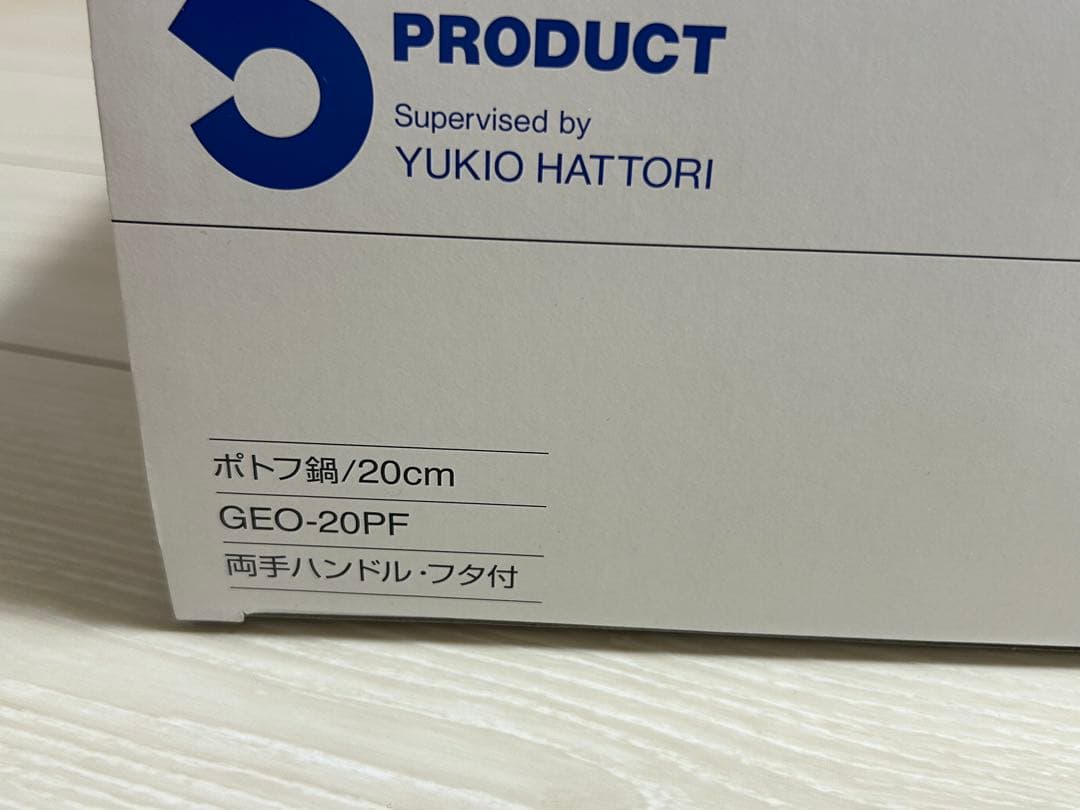 PRODUCT
Supervised by
YUKIO HATTORI
ポトフ鍋/20cm
GEO-20PF
両手ハンドル・フタ付